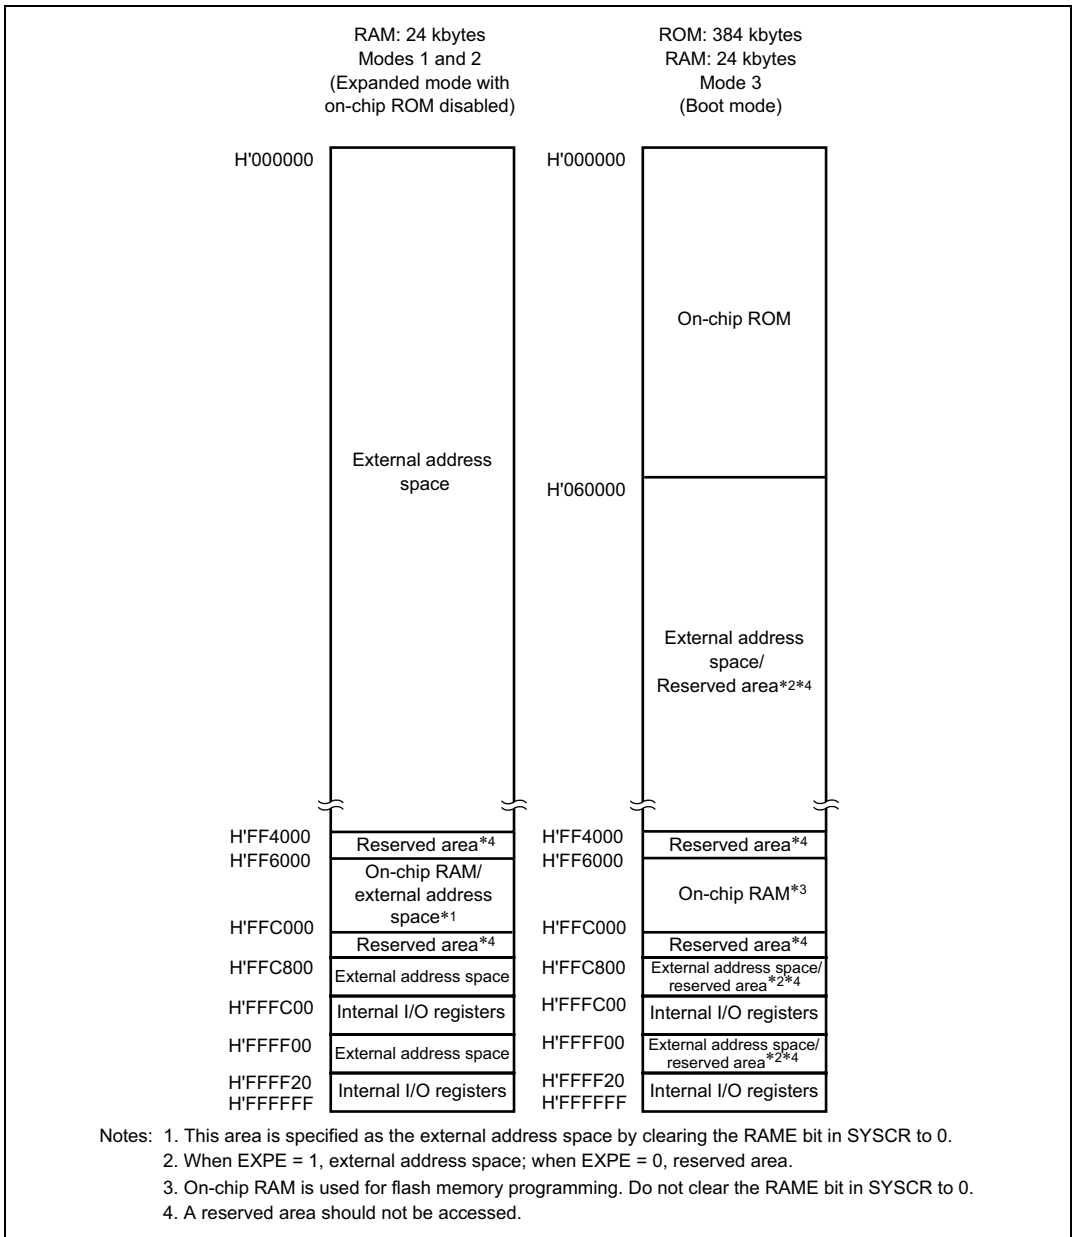 RAM: 24 kbytes
Modes 1 and 2
(Expanded mode with
on-chip ROM disabled)
H'000000
External address
space
H'FF4000
Reserved area*4
H'FF6000
On-chip RAM/
external address
space*1
H'FFC000
Reserved area*4
H'FFC800
External address space
H'FFFC00
Internal I/O registers
H'FFFF00
External address space
H'FFFF20
Internal I/O registers
H'FFFFFF
ROM: 384 kbytes
RAM: 24 kbytes
Mode 3
(Boot mode)
H'000000
On-chip ROM
H'060000
External address
space/
Reserved area*2*4
H'FF4000
Reserved area*4
H'FF6000
On-chip RAM*3
H'FFC000
Reserved area*4
H'FFC800
External address space/
reserved area*2*4
H'FFFC00
Internal I/O registers
H'FFFF00
External address space/
reserved area*2*4
H'FFFF20
Internal I/O registers
H'FFFFFF
Notes: 1. This area is specified as the external address space by clearing the RAME bit in SYSCR to 0.
2. When EXPE = 1, external address space; when EXPE = 0, reserved area.
3. On-chip RAM is used for flash memory programming. Do not clear the RAME bit in SYSCR to 0.
4. A reserved area should not be accessed.